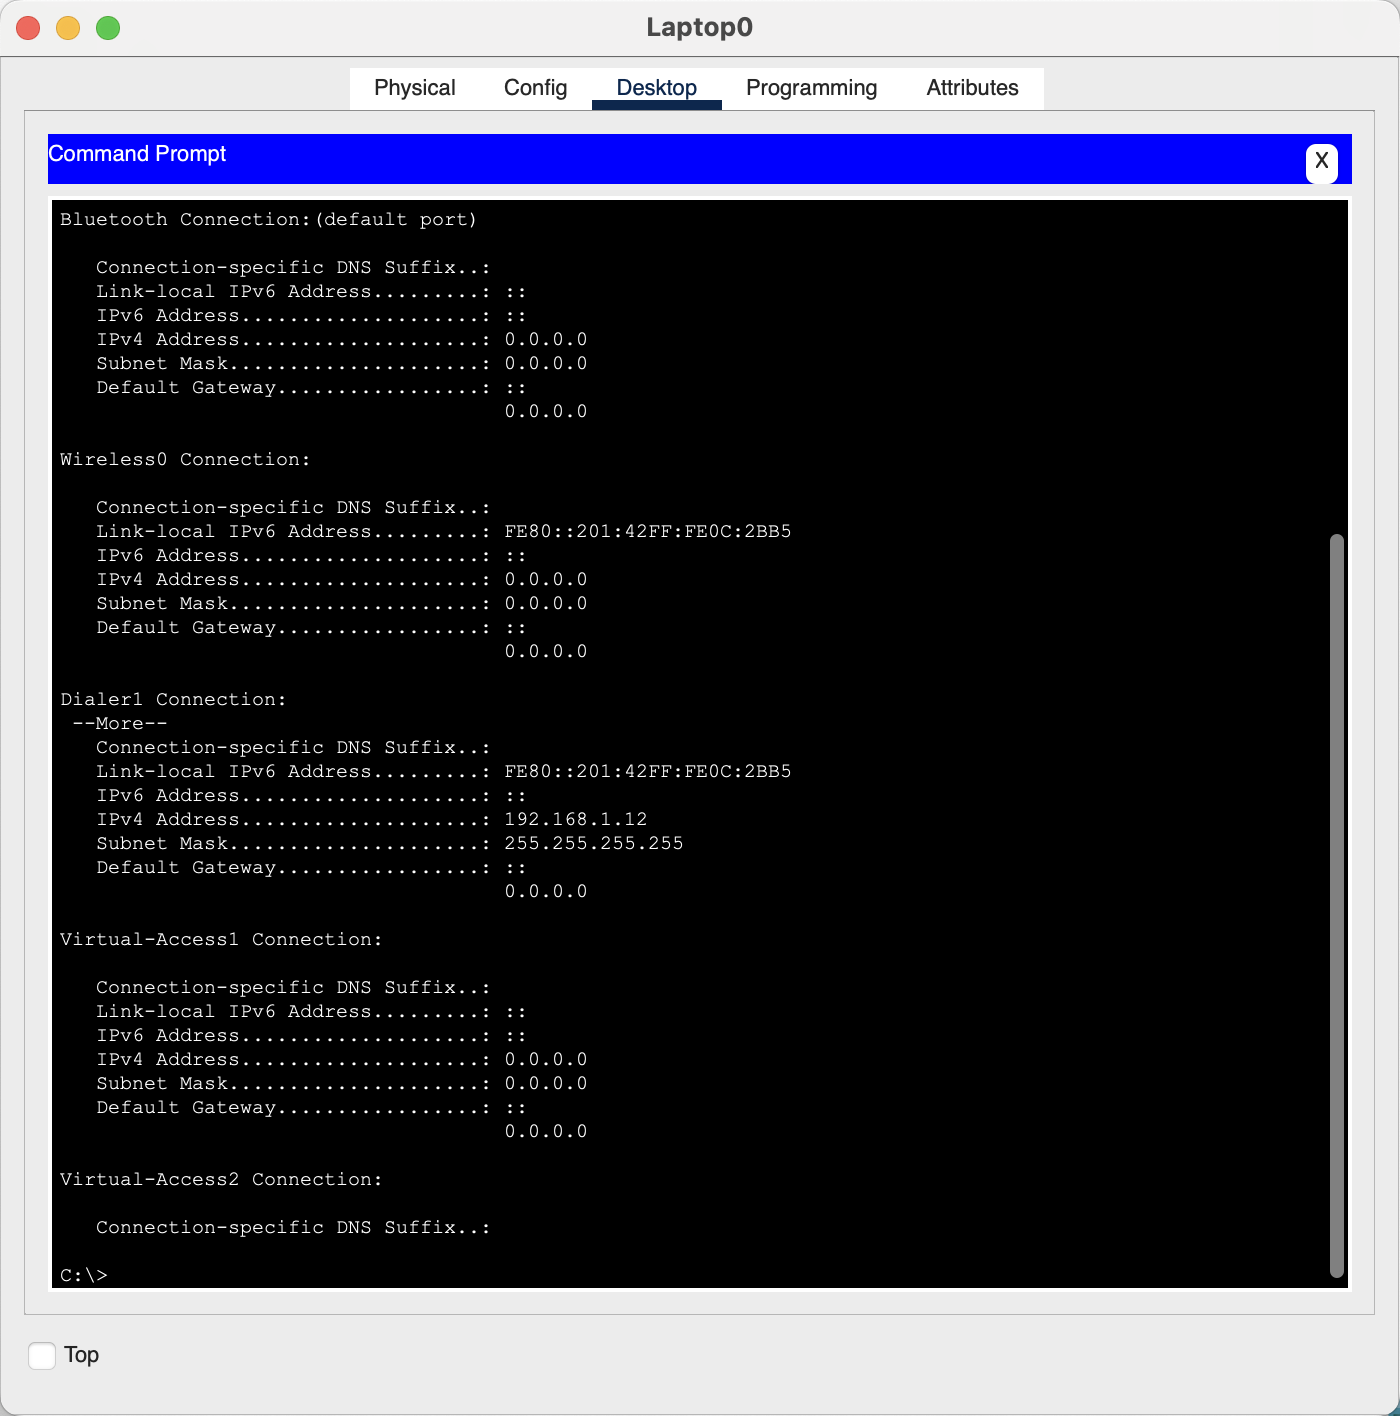 Laptop0
Physical Config Desktop Programming Attributes
Command Prompt
X
Bluetooth Connection:(default port)
Connection-specific DNS Suffix..:
Link-local IPv6 Address.........: ::
IPv6 Address....................: ::
IPv4 Address....................: 0.0.0.0
Subnet Mask.....................: 0.0.0.0
Default Gateway.................: ::
0.0.0.0
Wireless0 Connection:
Connection-specific DNS Suffix..:
Link-local IPv6 Address.........: FE80::201:42FF:FE0C:2BB5
IPv6 Address....................: ::
IPv4 Address....................: 0.0.0.0
Subnet Mask.....................: 0.0.0.0
Default Gateway.................: ::
0.0.0.0
Dialer1 Connection:
--More--
Connection-specific DNS Suffix..:
Link-local IPv6 Address.........: FE80::201:42FF:FE0C:2BB5
IPv6 Address....................: ::
IPv4 Address....................: 192.168.1.12
Subnet Mask.....................: 255.255.255.255
Default Gateway.................: ::
0.0.0.0
Virtual-Access1 Connection:
Connection-specific DNS Suffix..:
Link-local IPv6 Address.........: ::
IPv6 Address....................: ::
IPv4 Address....................: 0.0.0.0
Subnet Mask.....................: 0.0.0.0
Default Gateway.................: ::
0.0.0.0
Virtual-Access2 Connection:
Connection-specific DNS Suffix..:
C:\>
Top